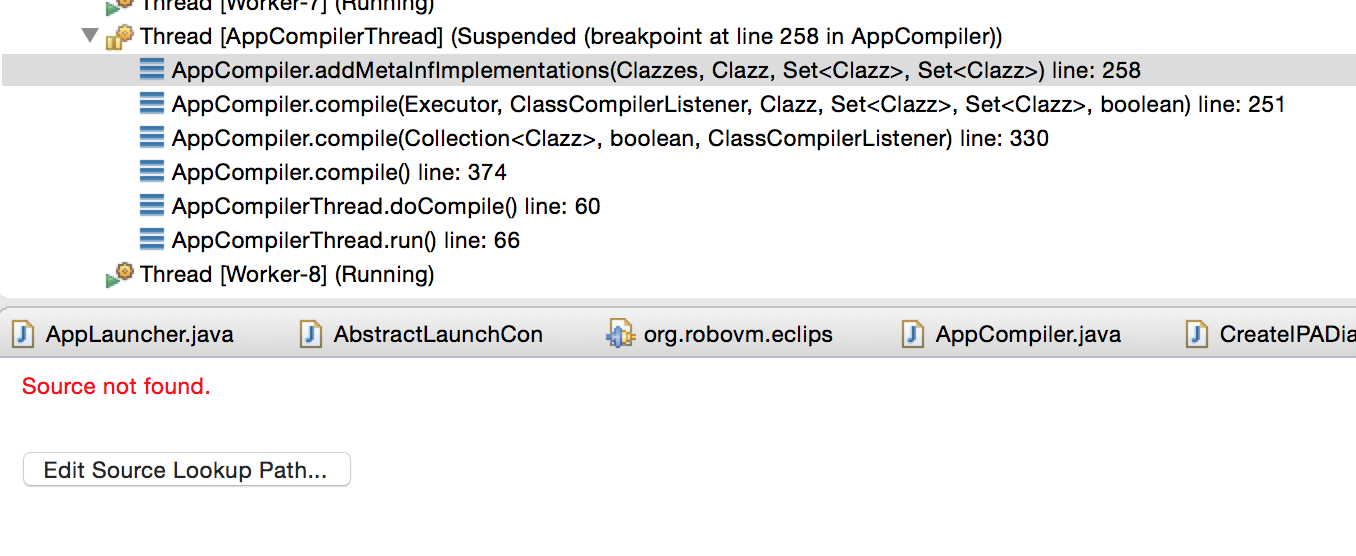 Thread [Worker-7] (Running)
Thread [AppCompilerThread] (Suspended (breakpoint at line 258 in AppCompiler))
AppCompiler.addMetaInfImplementations(Clazzes, Clazz, Set<Clazz>, Set<Clazz>) line: 258
AppCompiler.compile(Executor, ClassCompilerListener, Clazz, Set<Clazz>, Set<Clazz>, boolean) line: 251
AppCompiler.compile(Collection<Clazz>, boolean, ClassCompilerListener) line: 330
AppCompiler.compile() line: 374
AppCompilerThread.doCompile() line: 60
AppCompilerThread.run() line: 66
Thread [Worker-8] (Running)
AppLauncher.java AbstractLaunchCon org.robovm.eclips AppCompiler.java CreateIPADia
Source not found.
Edit Source Lookup Path...